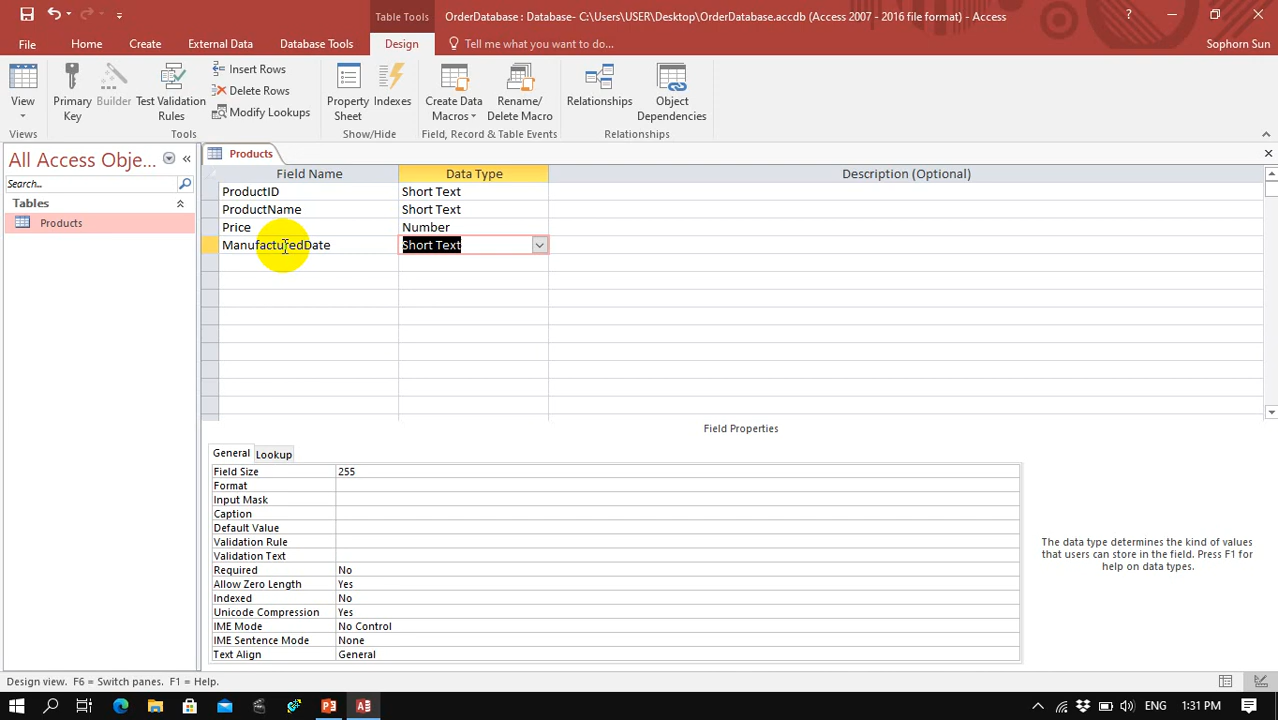 Table Tools
OrderDatabase : Database- C:\Users\USER\Desktop\OrderDatabase.accdb (Access 2007 - 2016 file format) - Access
?
File
Home
Create
External Data
Database Tools
Design
Tell me what you want to do...
Sophorn Sun
View
Primary
Key
Builder
Test Validation
Rules
Insert Rows
Delete Rows
Modify Lookups
Property
Sheet
Indexes
Create Data
Macros
Rename/
Delete Macro
Relationships
Object
Dependencies
Views
Tools
Show/Hide
Field, Record & Table Events
Relationships
All Access Obje...
Search...
Tables
Products
Products
Field Name
Data Type
Description (Optional)
ProductID
Short Text
ProductName
Short Text
Price
Number
ManufacturedDate
Short Text
Field Properties
General
Lookup
Field Size
255
Format
Input Mask
Caption
Default Value
Validation Rule
Validation Text
Required
No
Allow Zero Length
Yes
Indexed
No
Unicode Compression
Yes
IME Mode
No Control
IME Sentence Mode
None
Text Align
General
The data type determines the kind of values
that users can store in the field. Press F1 for
help on data types.
Design view. F6 = Switch panes. F1 = Help.
ENG
1:31 PM